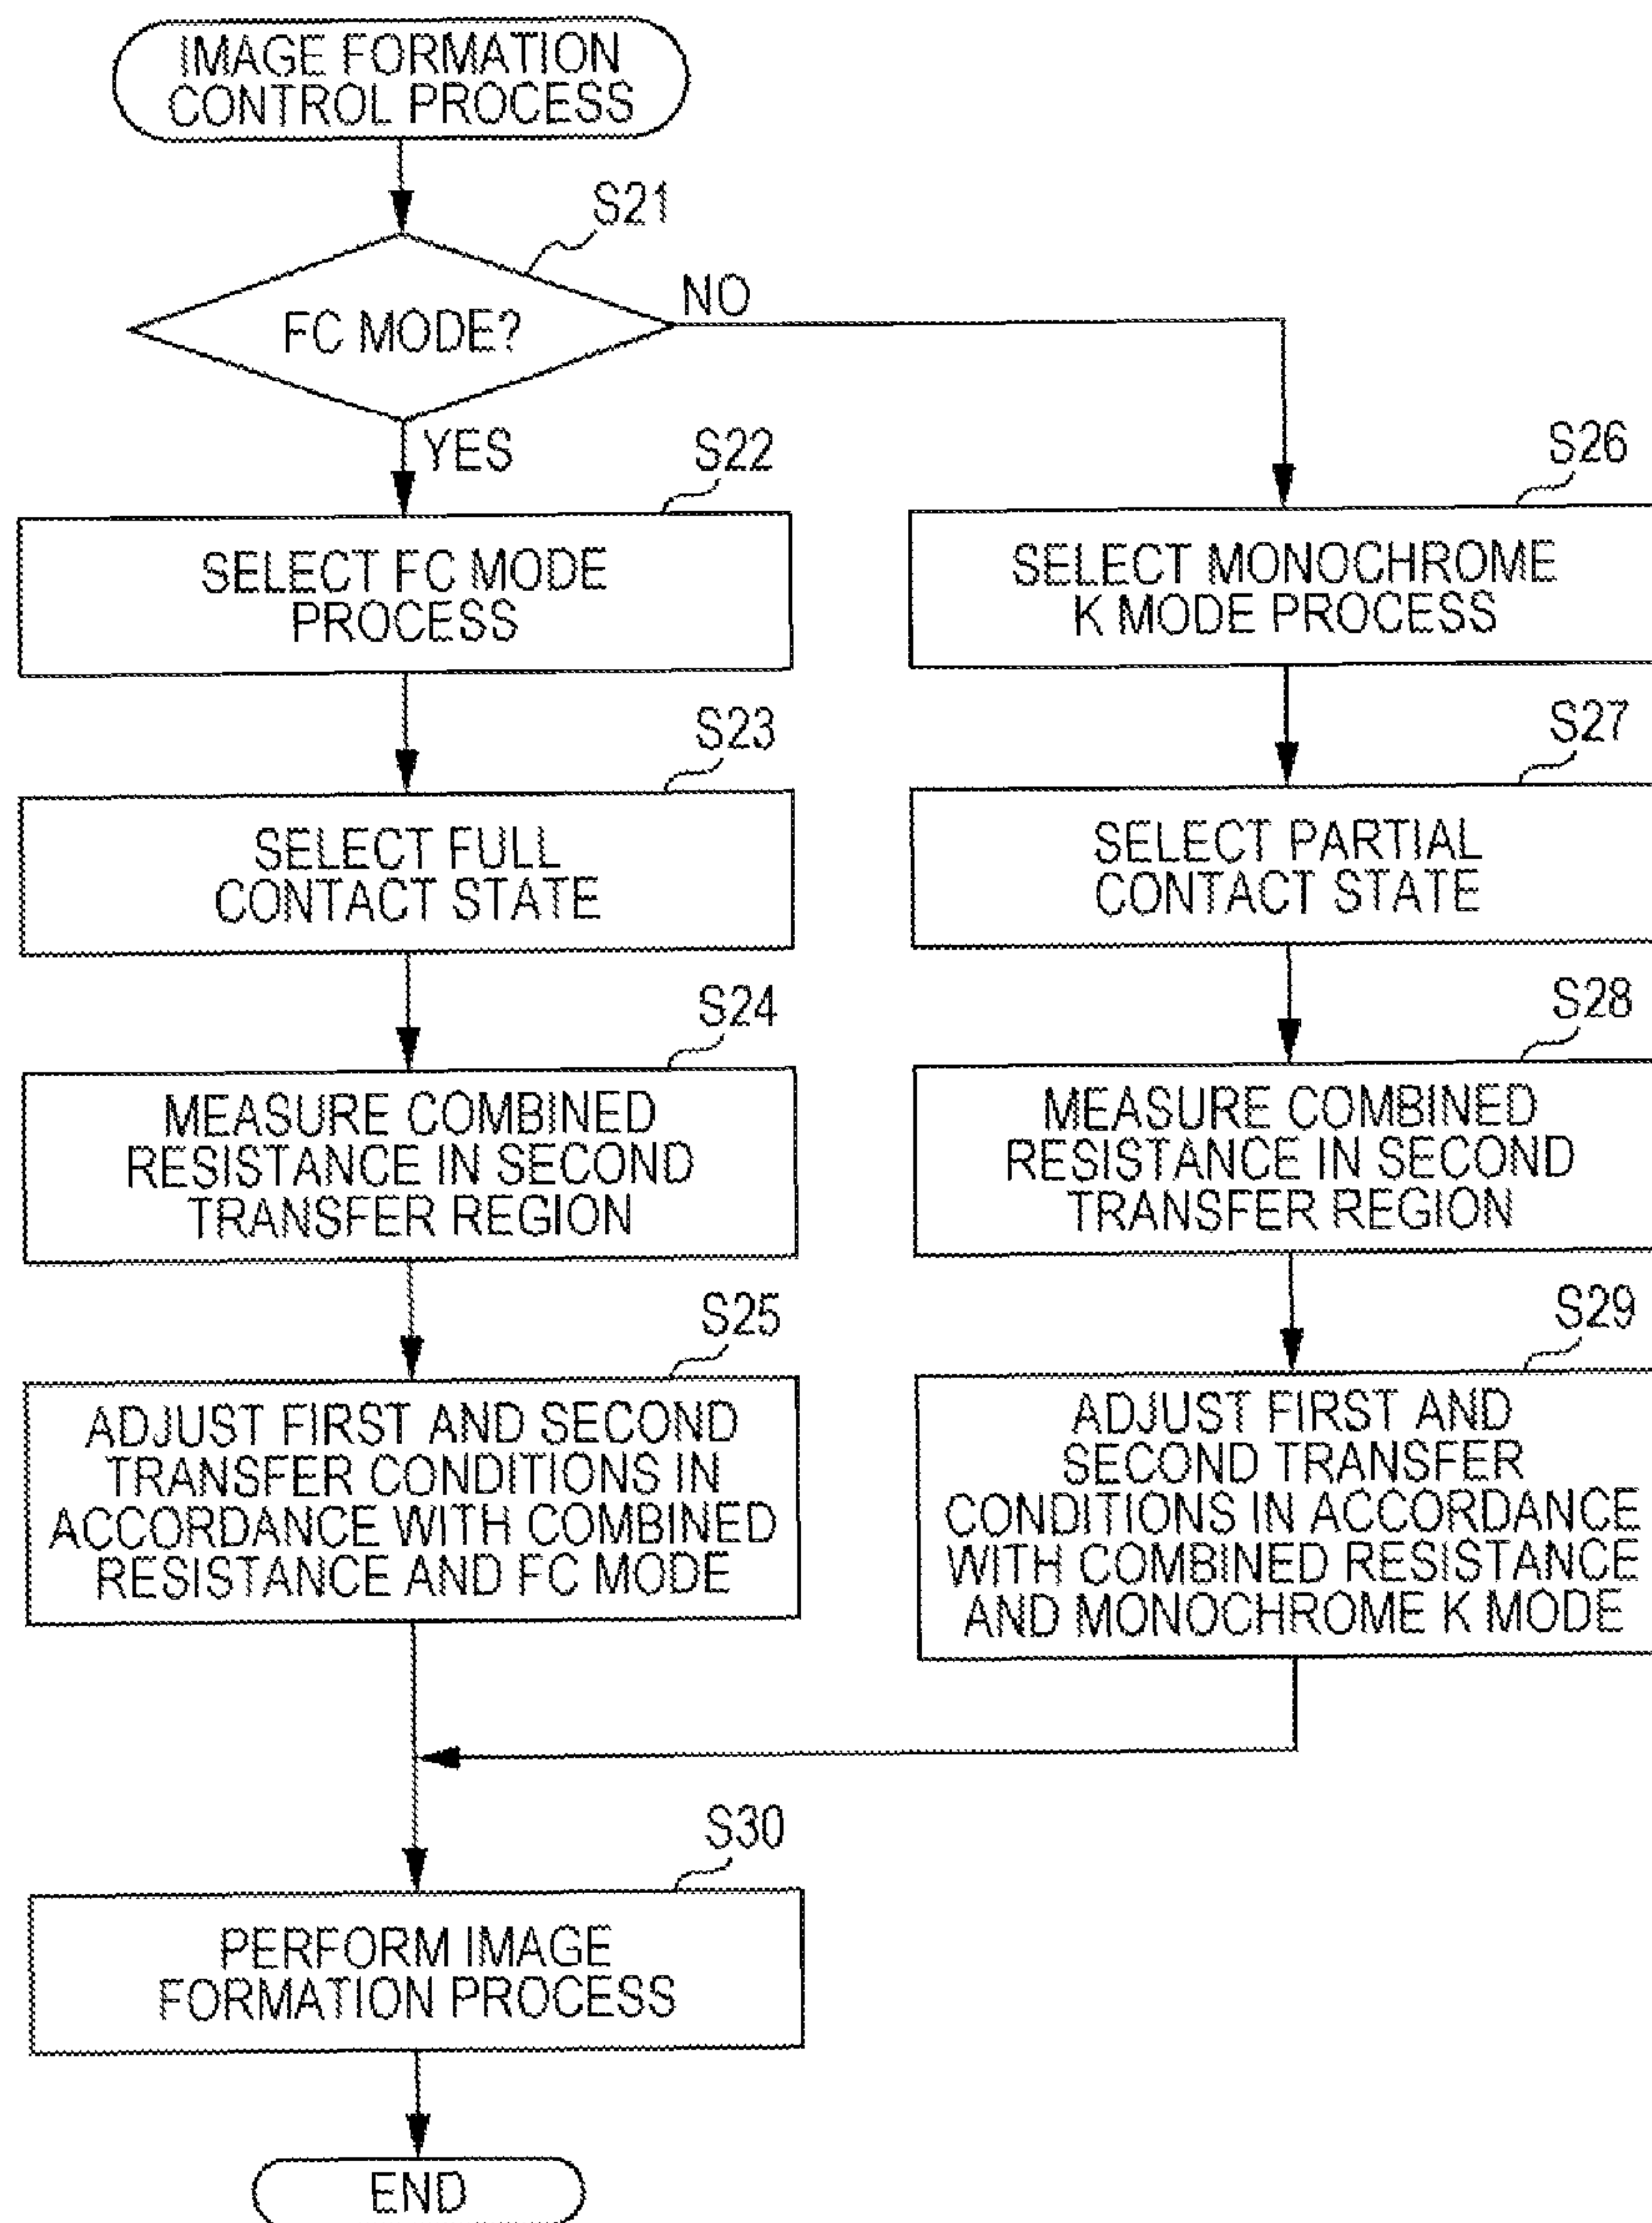 IMAGE FORMATION
CONTROL PROCESS
S21
FC MODE?
NO
YES
S22
SELECT FC MODE
PROCESS
S23
SELECT FULL
CONTACT STATE
S24
MEASURE COMBINED
RESISTANCE IN SECOND
TRANSFER REGION
S25
ADJUST FIRST AND SECOND
TRANSFER CONDITIONS IN
ACCORDANCE WITH COMBINED
RESISTANCE AND FC MODE
S26
SELECT MONOCHROME
K MODE PROCESS
S27
SELECT PARTIAL
CONTACT STATE
S28
MEASURE COMBINED
RESISTANCE IN SECOND
TRANSFER REGION
S29
ADJUST FIRST AND
SECOND TRANSFER
CONDITIONS IN ACCORDANCE
WITH COMBINED RESISTANCE
AND MONOCHROME K MODE
S30
PERFORM IMAGE
FORMATION PROCESS
END